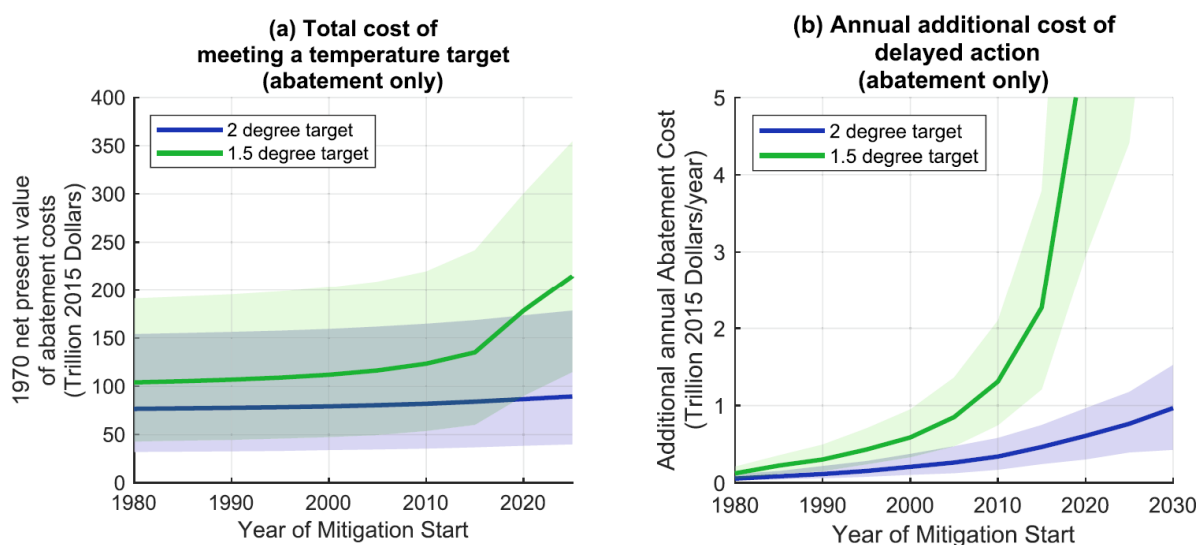 (a) Total cost of
meeting a temperature target
(abatement only)
400
350
300
250
200
150
100
50
0
1970 net present value
of abatement costs
(Trillion 2015 Dollars)
2 degree target
1.5 degree target
1980
1990
2000
2010
2020
Year of Mitigation Start
(b) Annual additional cost of
delayed action
(abatement only)
5
4
3
2
1
0
Additional annual Abatement Cost
(Trillion 2015 Dollars/year)
2 degree target
1.5 degree target
1980
1990
2000
2010
2020
2030
Year of Mitigation Start